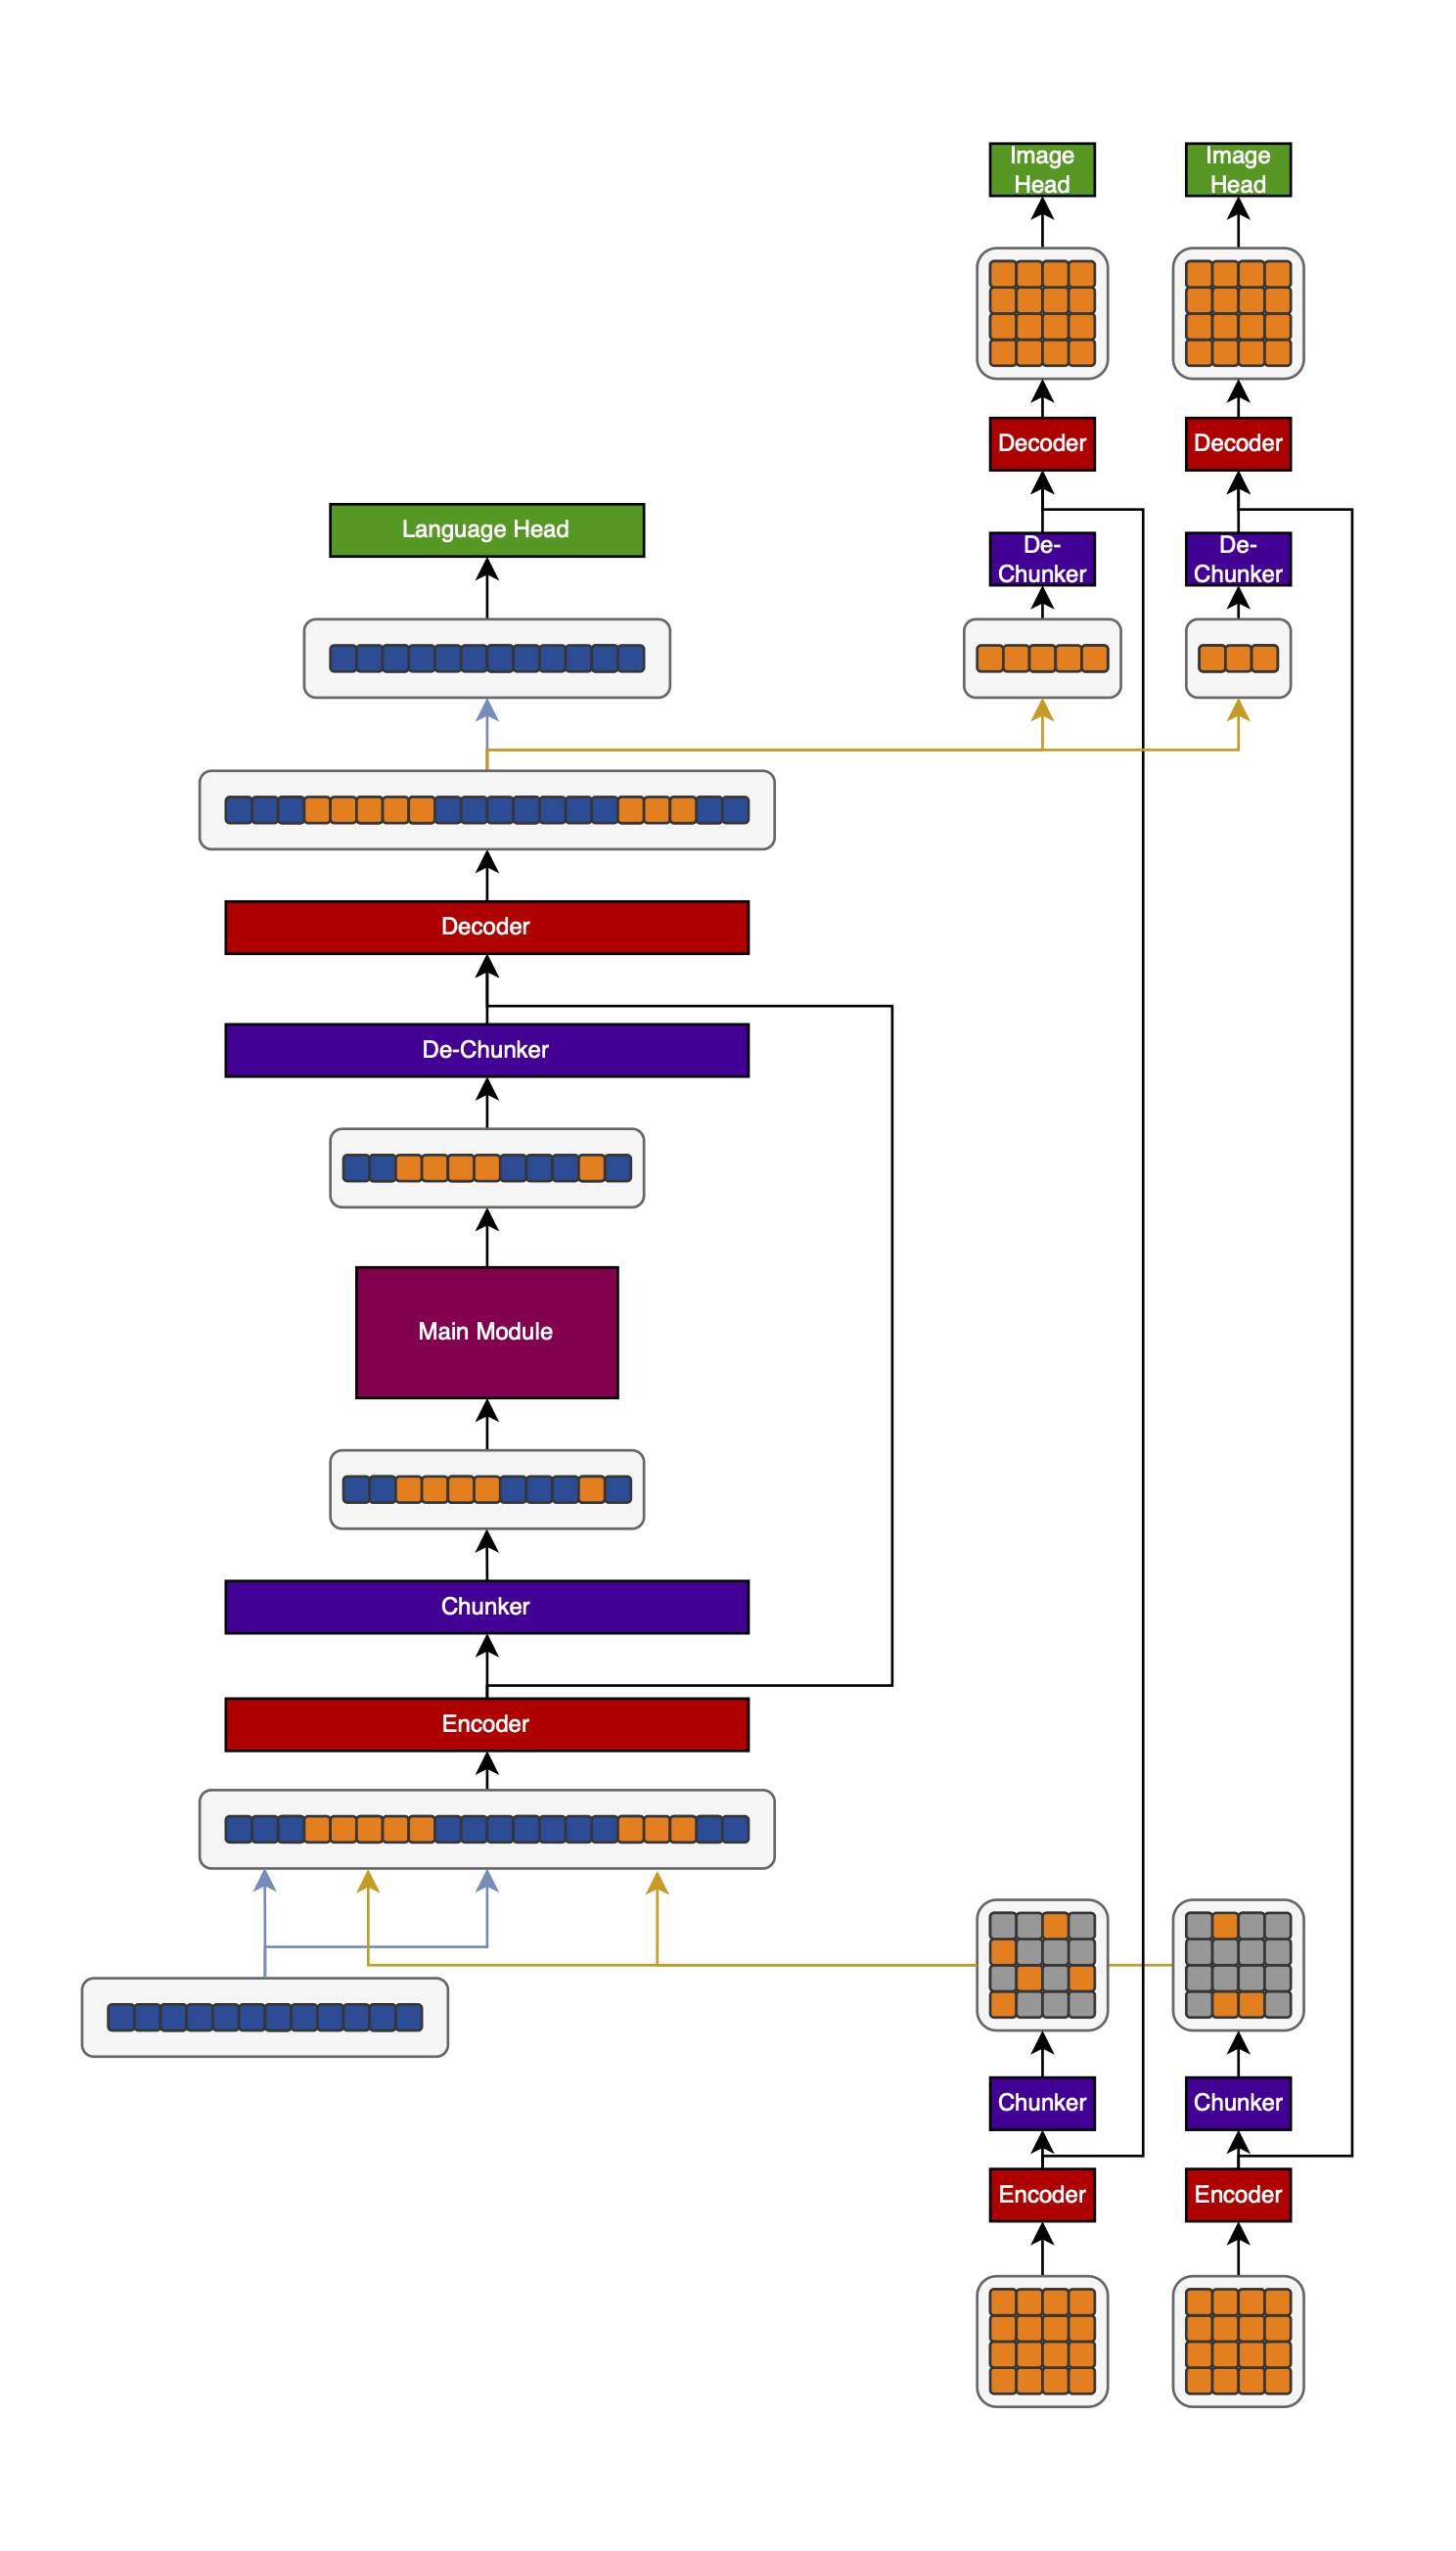 Image
Head
Image
Head
Decoder
Decoder
Language Head
De-
Chunker
De-
Chunker
Decoder
De-Chunker
Main Module
Chunker
Encoder
Chunker
Chunker
Encoder
Encoder